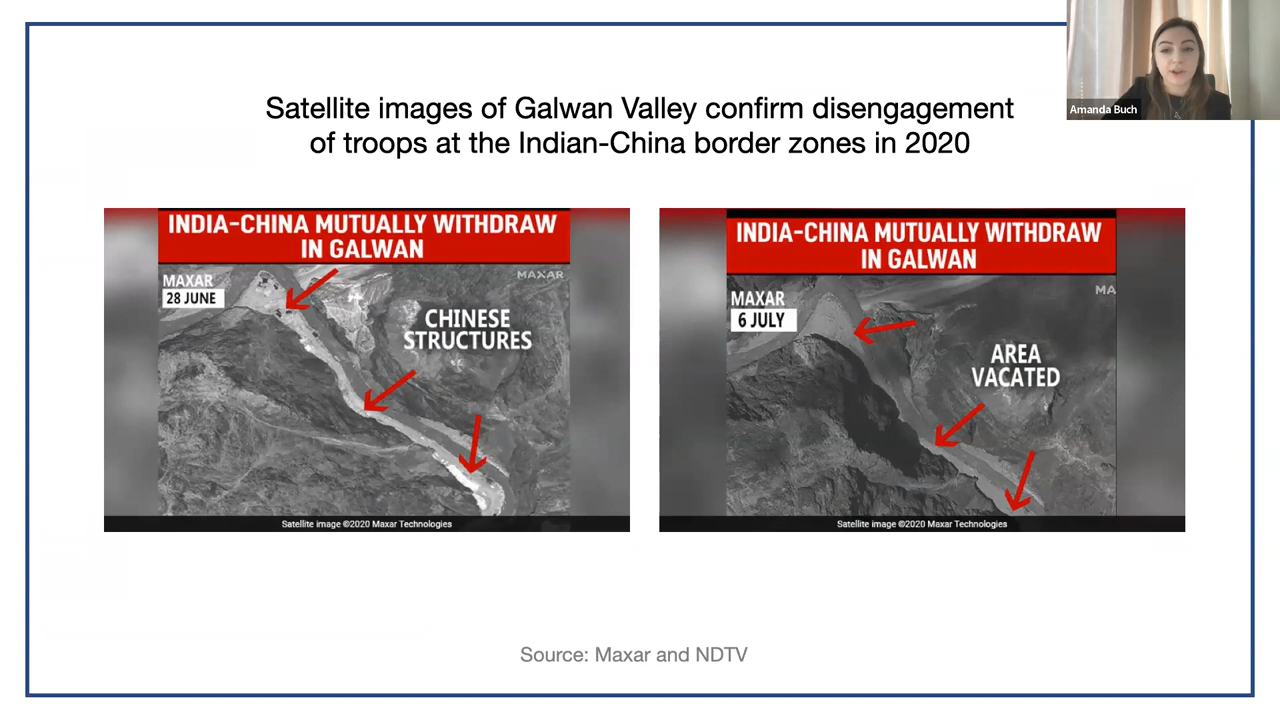 Amanda Buch
Satellite images of Galwan Valley confirm disengagement
of troops at the Indian-China border zones in 2020
INDIA-CHINA MUTUALLY WITHDRAW
IN GALWAN
MAXAR
28 JUNE
MAXAR
CHINESE
STRUCTURES
Satellite image ©2020 Maxar Technologies
INDIA-CHINA MUTUALLY WITHDRAW
IN GALWAN
MAXAR
6 JULY
MA
AREA
VACATED
Satellite image ©2020 Maxar Technologies
Source: Maxar and NDTV